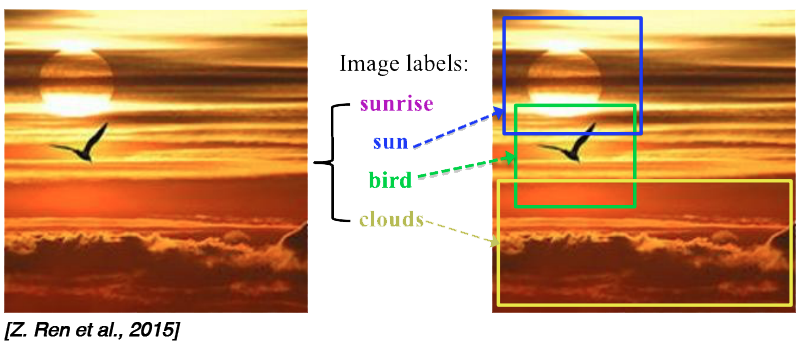 Image labels:
sunrise
sun
bird
clouds
[Z. Ren et al., 2015]